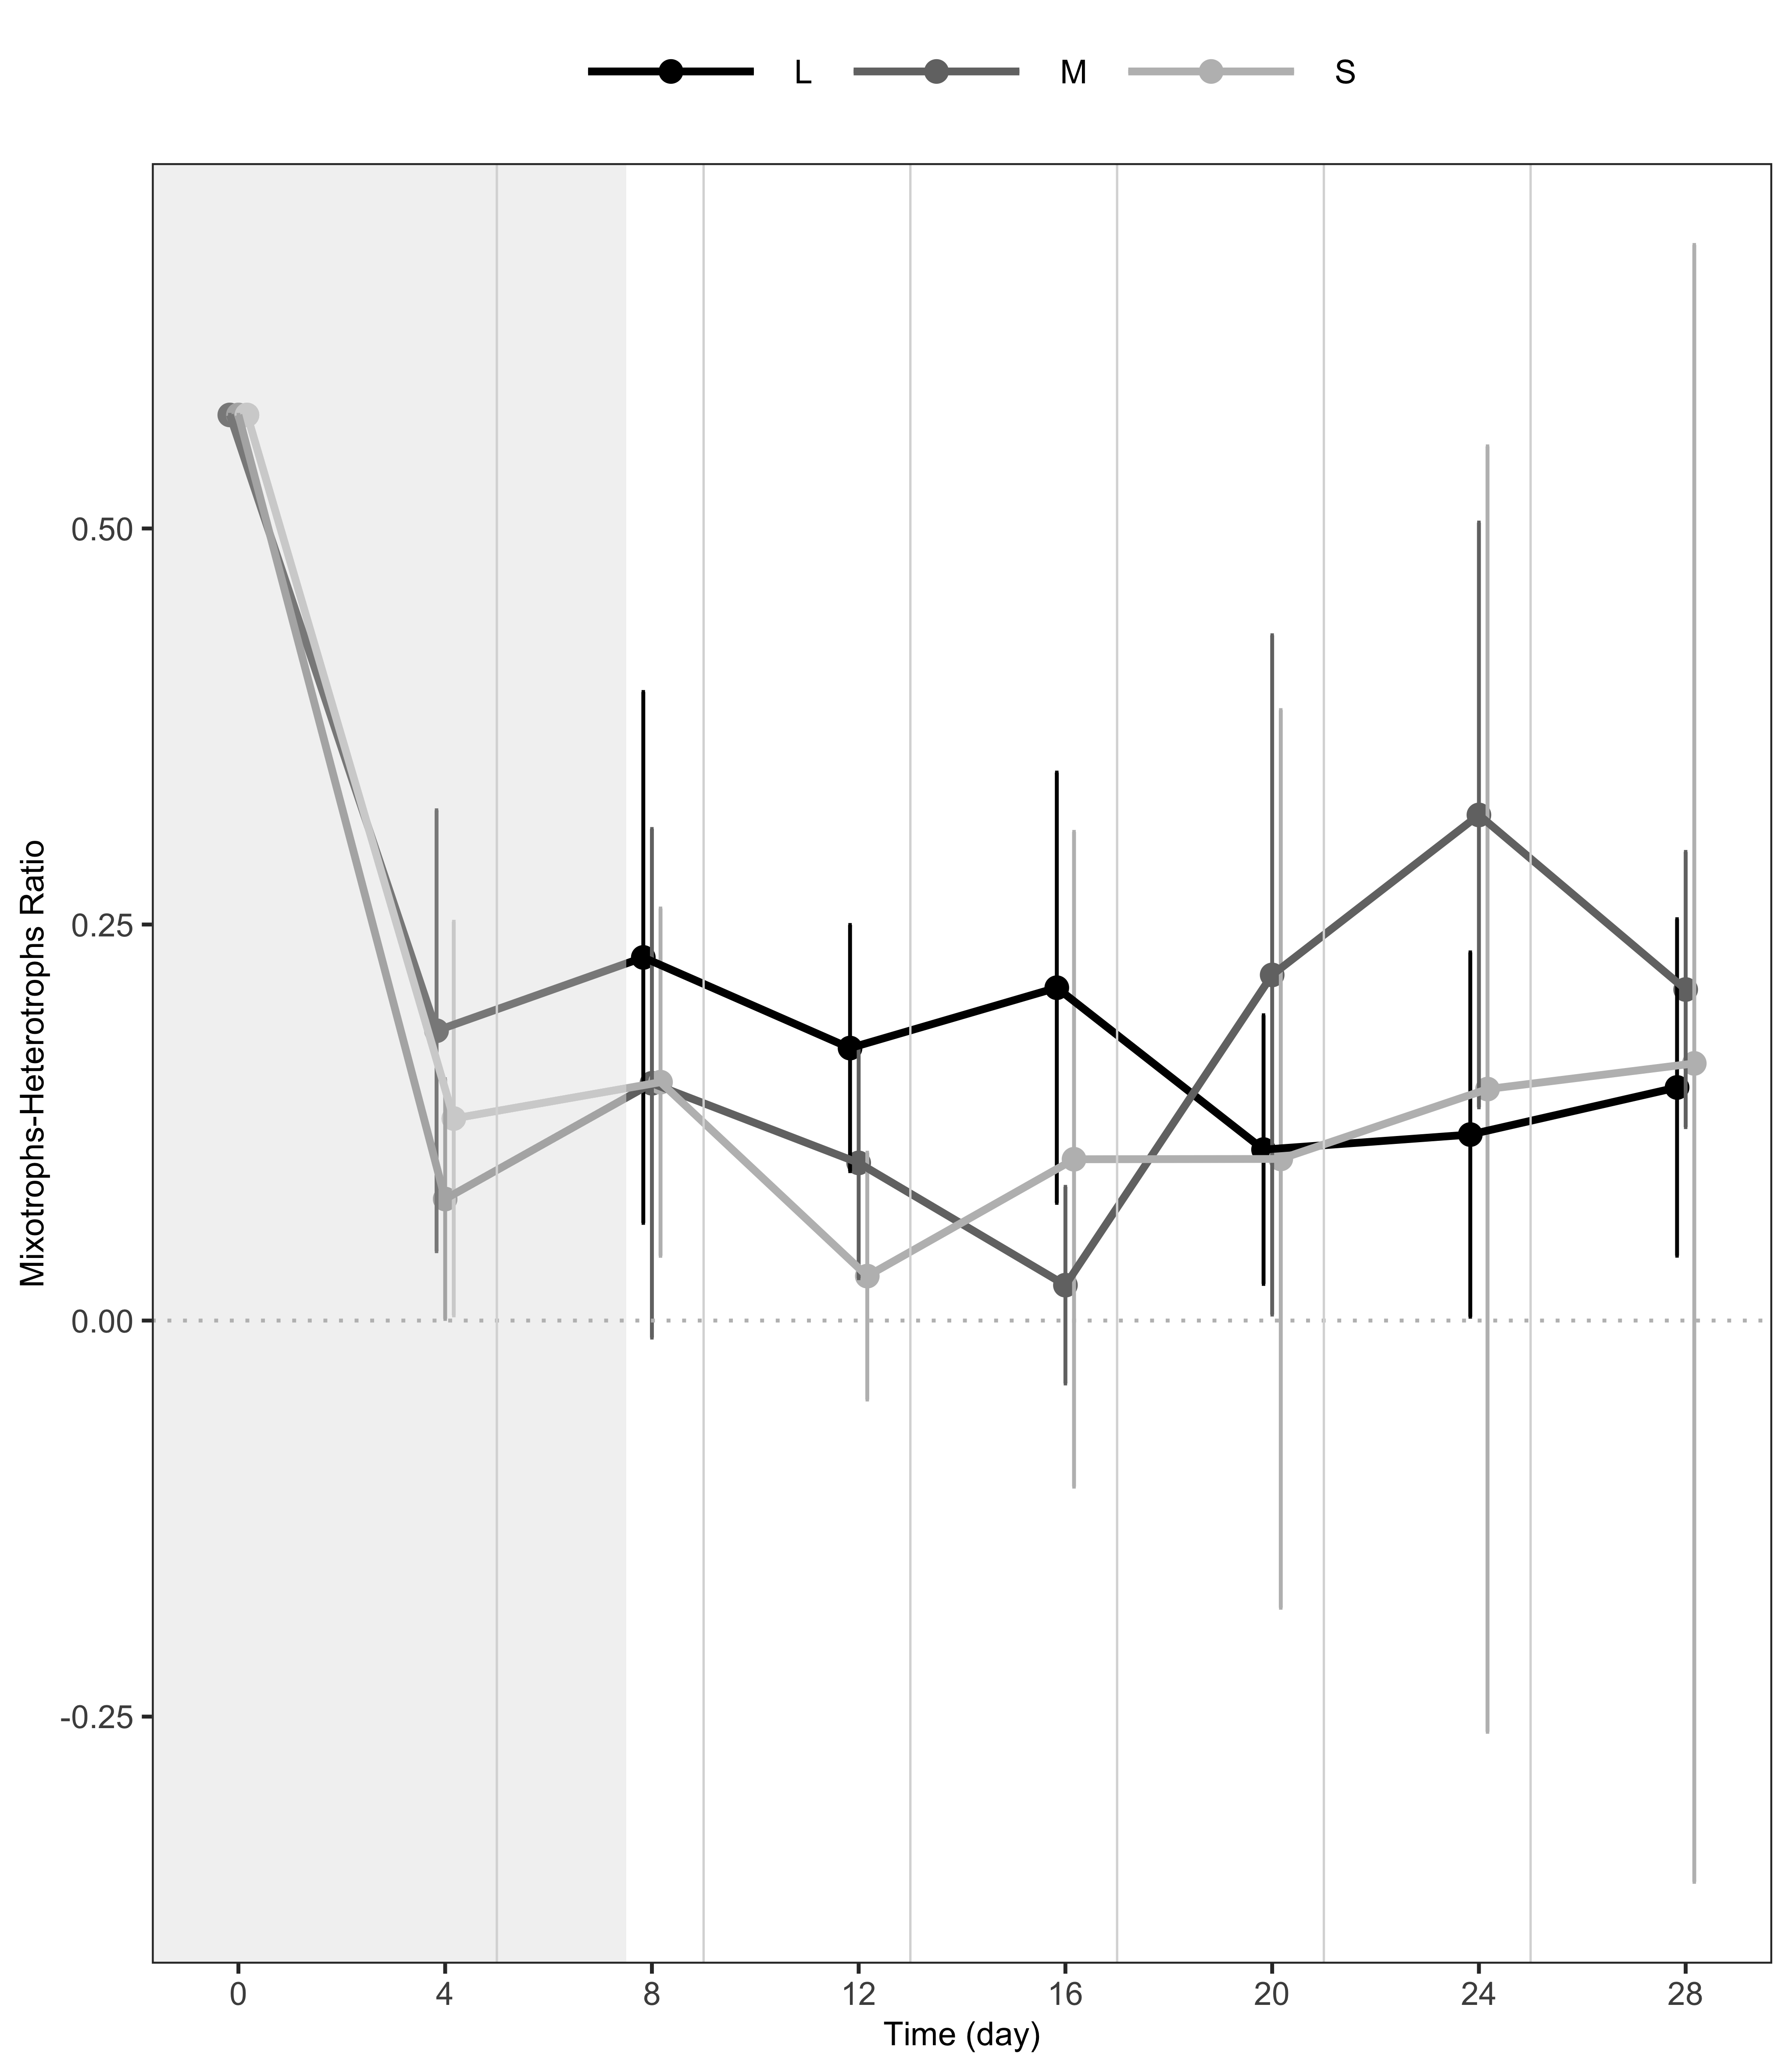 L M S
Mixotrophs-Heterotrophs Ratio
0.50
0.25
0.00
-0.25
0 4 8 12 16 20 24 28
Time (day)